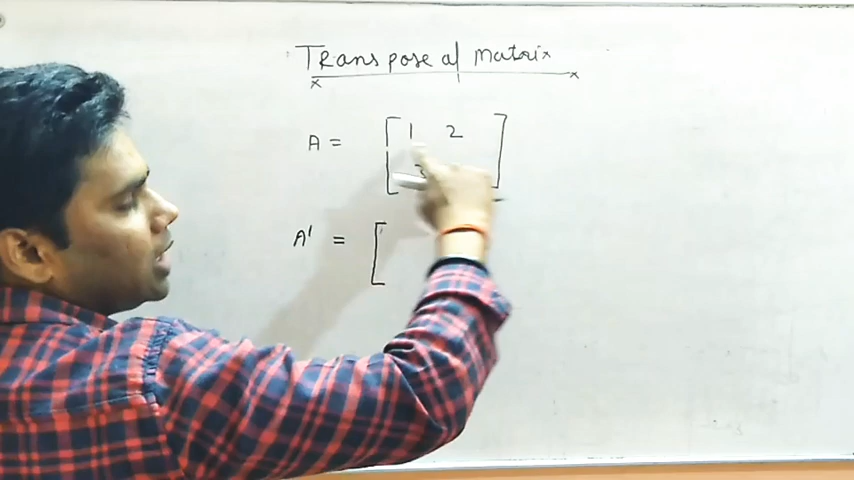 Transpose of Matrix
A = [ 1 2 ]
A' = [